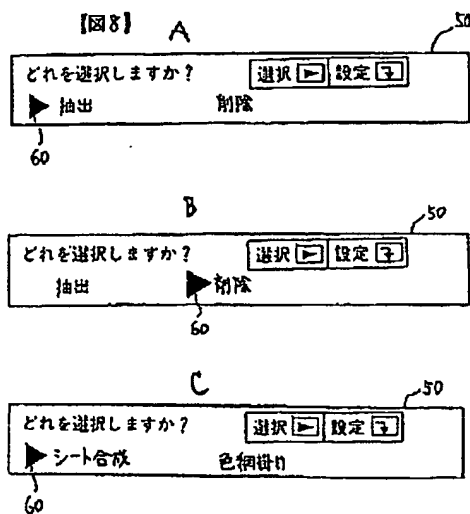 【図8】
A
50
どれを選択しますか? 選択 設定
抽出 削除
60
B
50
どれを選択しますか? 選択 設定
抽出 削除
60
C
50
どれを選択しますか? 選択 設定
シート合成 色網掛け
60